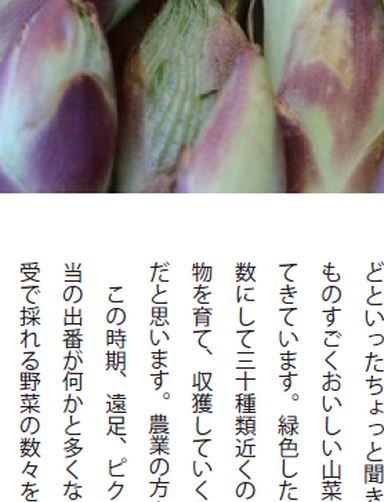 どといったちょっと聞き
ものすごくおいしい山菜
てきています。緑色した
数にして三十種類近くの
物を育て、収穫していく
だと思います。農業の方
この時期、遠足、ピク
当の出番が何かと多くな
受で採れる野菜の数々を